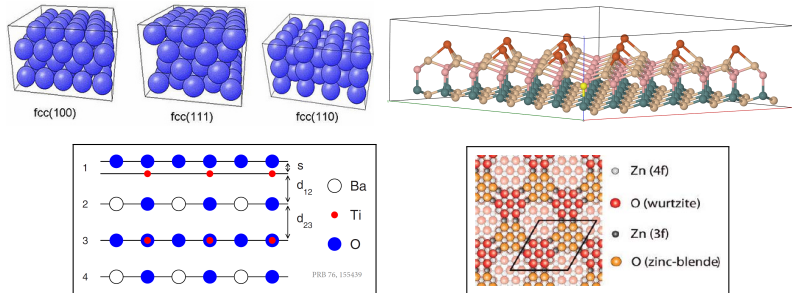 fcc(100)
fcc(111)
fcc(110)
1
2
3
4
s
d12
d23
Ba
Ti
O
PRB 76, 155439
Zn (4f)
O (wurtzite)
Zn (3f)
O (zinc-blende)